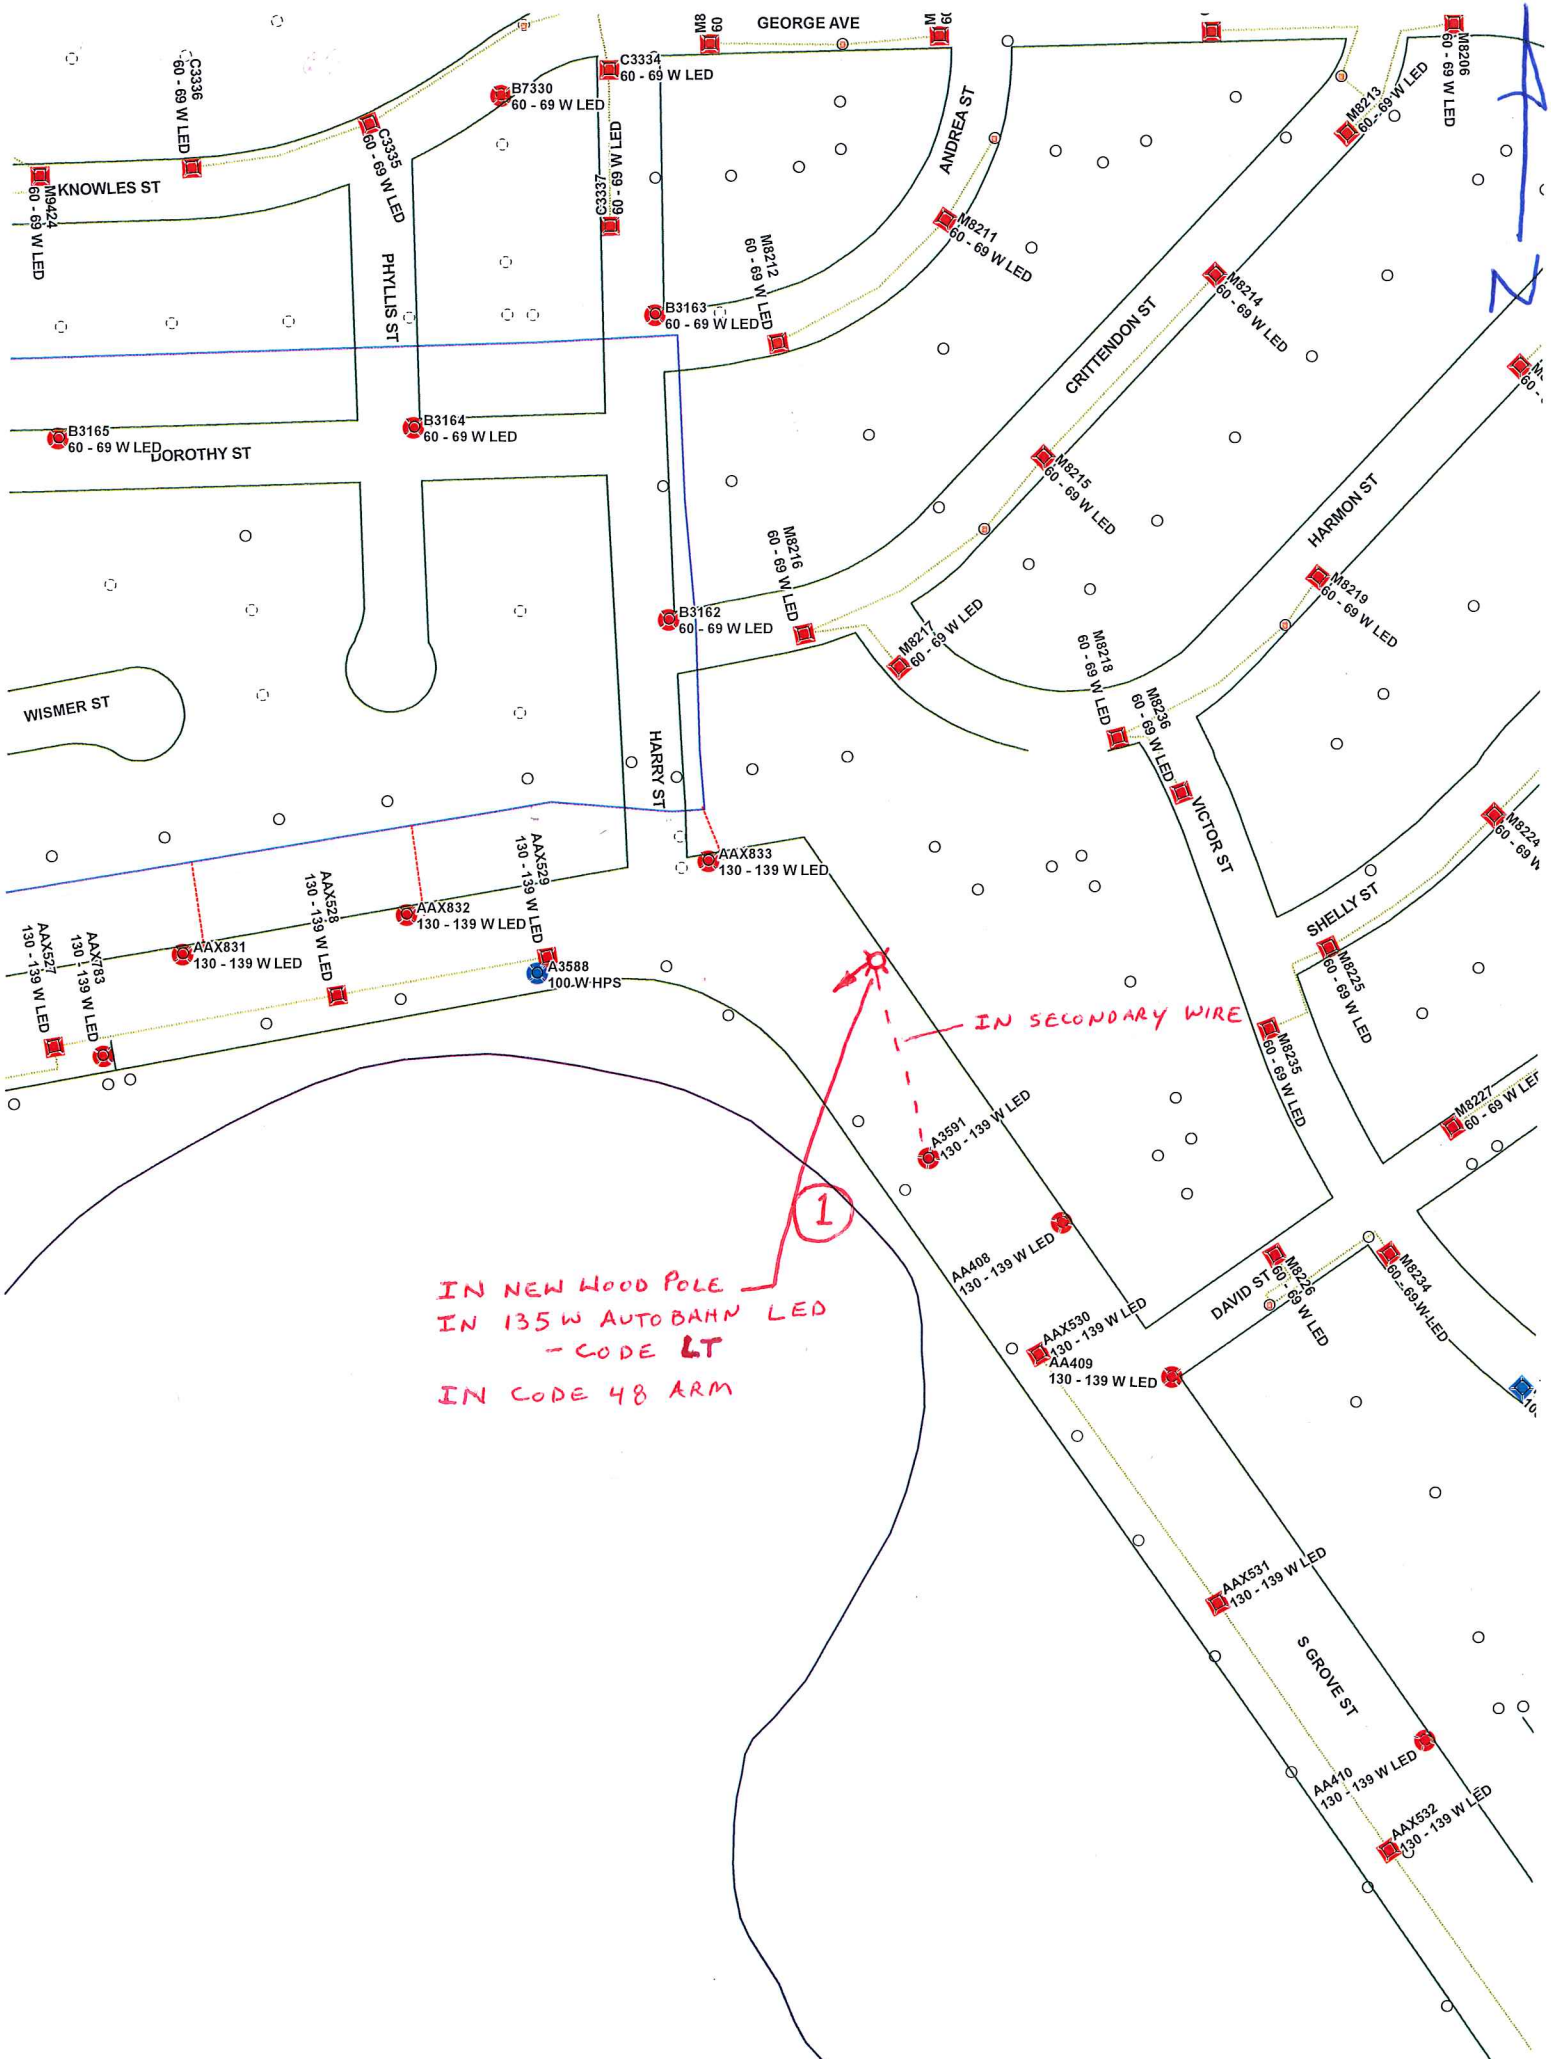 GEORGE AVE
M8
60
M
60
C3336
60 - 69 W LED
B7330
60 - 69 W LED
C3334
60 - 69 W LED
C3335
60 - 69 W LED
C3337
60 - 69 W LED
ANDREA ST
M8213
60 - 69 W LED
M8206
60 - 69 W LED
N
KNOWLES ST
M9424
60 - 69 W LED
PHYLLIS ST
M8212
60 - 69 W LED
M8211
60 - 69 W LED
M8214
60 - 69 W LED
B3163
60 - 69 W LED
CRITTENDON ST
B3165
60 - 69 W LED
DOROTHY ST
B3164
60 - 69 W LED
M8215
60 - 69 W LED
HARMON ST
M8216
60 - 69 W LED
M8219
60 - 69 W LED
B3162
60 - 69 W LED
M8217
60 - 69 W LED
M8218
60 - 69 W LED
M8236
60 - 69 W LED
WISMER ST
HARRY ST
VICTOR ST
M8224
60 - 69 W
AAX833
130 - 139 W LED
AAX529
130 - 139 W LED
AAX528
130 - 139 W LED
AAX832
130 - 139 W LED
AAX831
130 - 139 W LED
AAX527
130 - 139 W LED
AAX783
130 - 139 W LED
A3588
100 W HPS
SHELLY ST
M8225
60 - 69 W LED
M8235
60 - 69 W LED
IN SECONDARY WIRE
M8227
60 - 69 W LED
A3591
130 - 139 W LED
1
AA408
130 - 139 W LED
IN NEW WOOD POLE
IN 135 W AUTOBAHN LED
- CODE LT
IN CODE 48 ARM
DAVID ST
M8226
60 - 69 W LED
M8234
60 - 69 W LED
AAX530
130 - 139 W LED
AA409
130 - 139 W LED
AAX531
130 - 139 W LED
S GROVE ST
AA410
130 - 139 W LED
AAX532
130 - 139 W LED